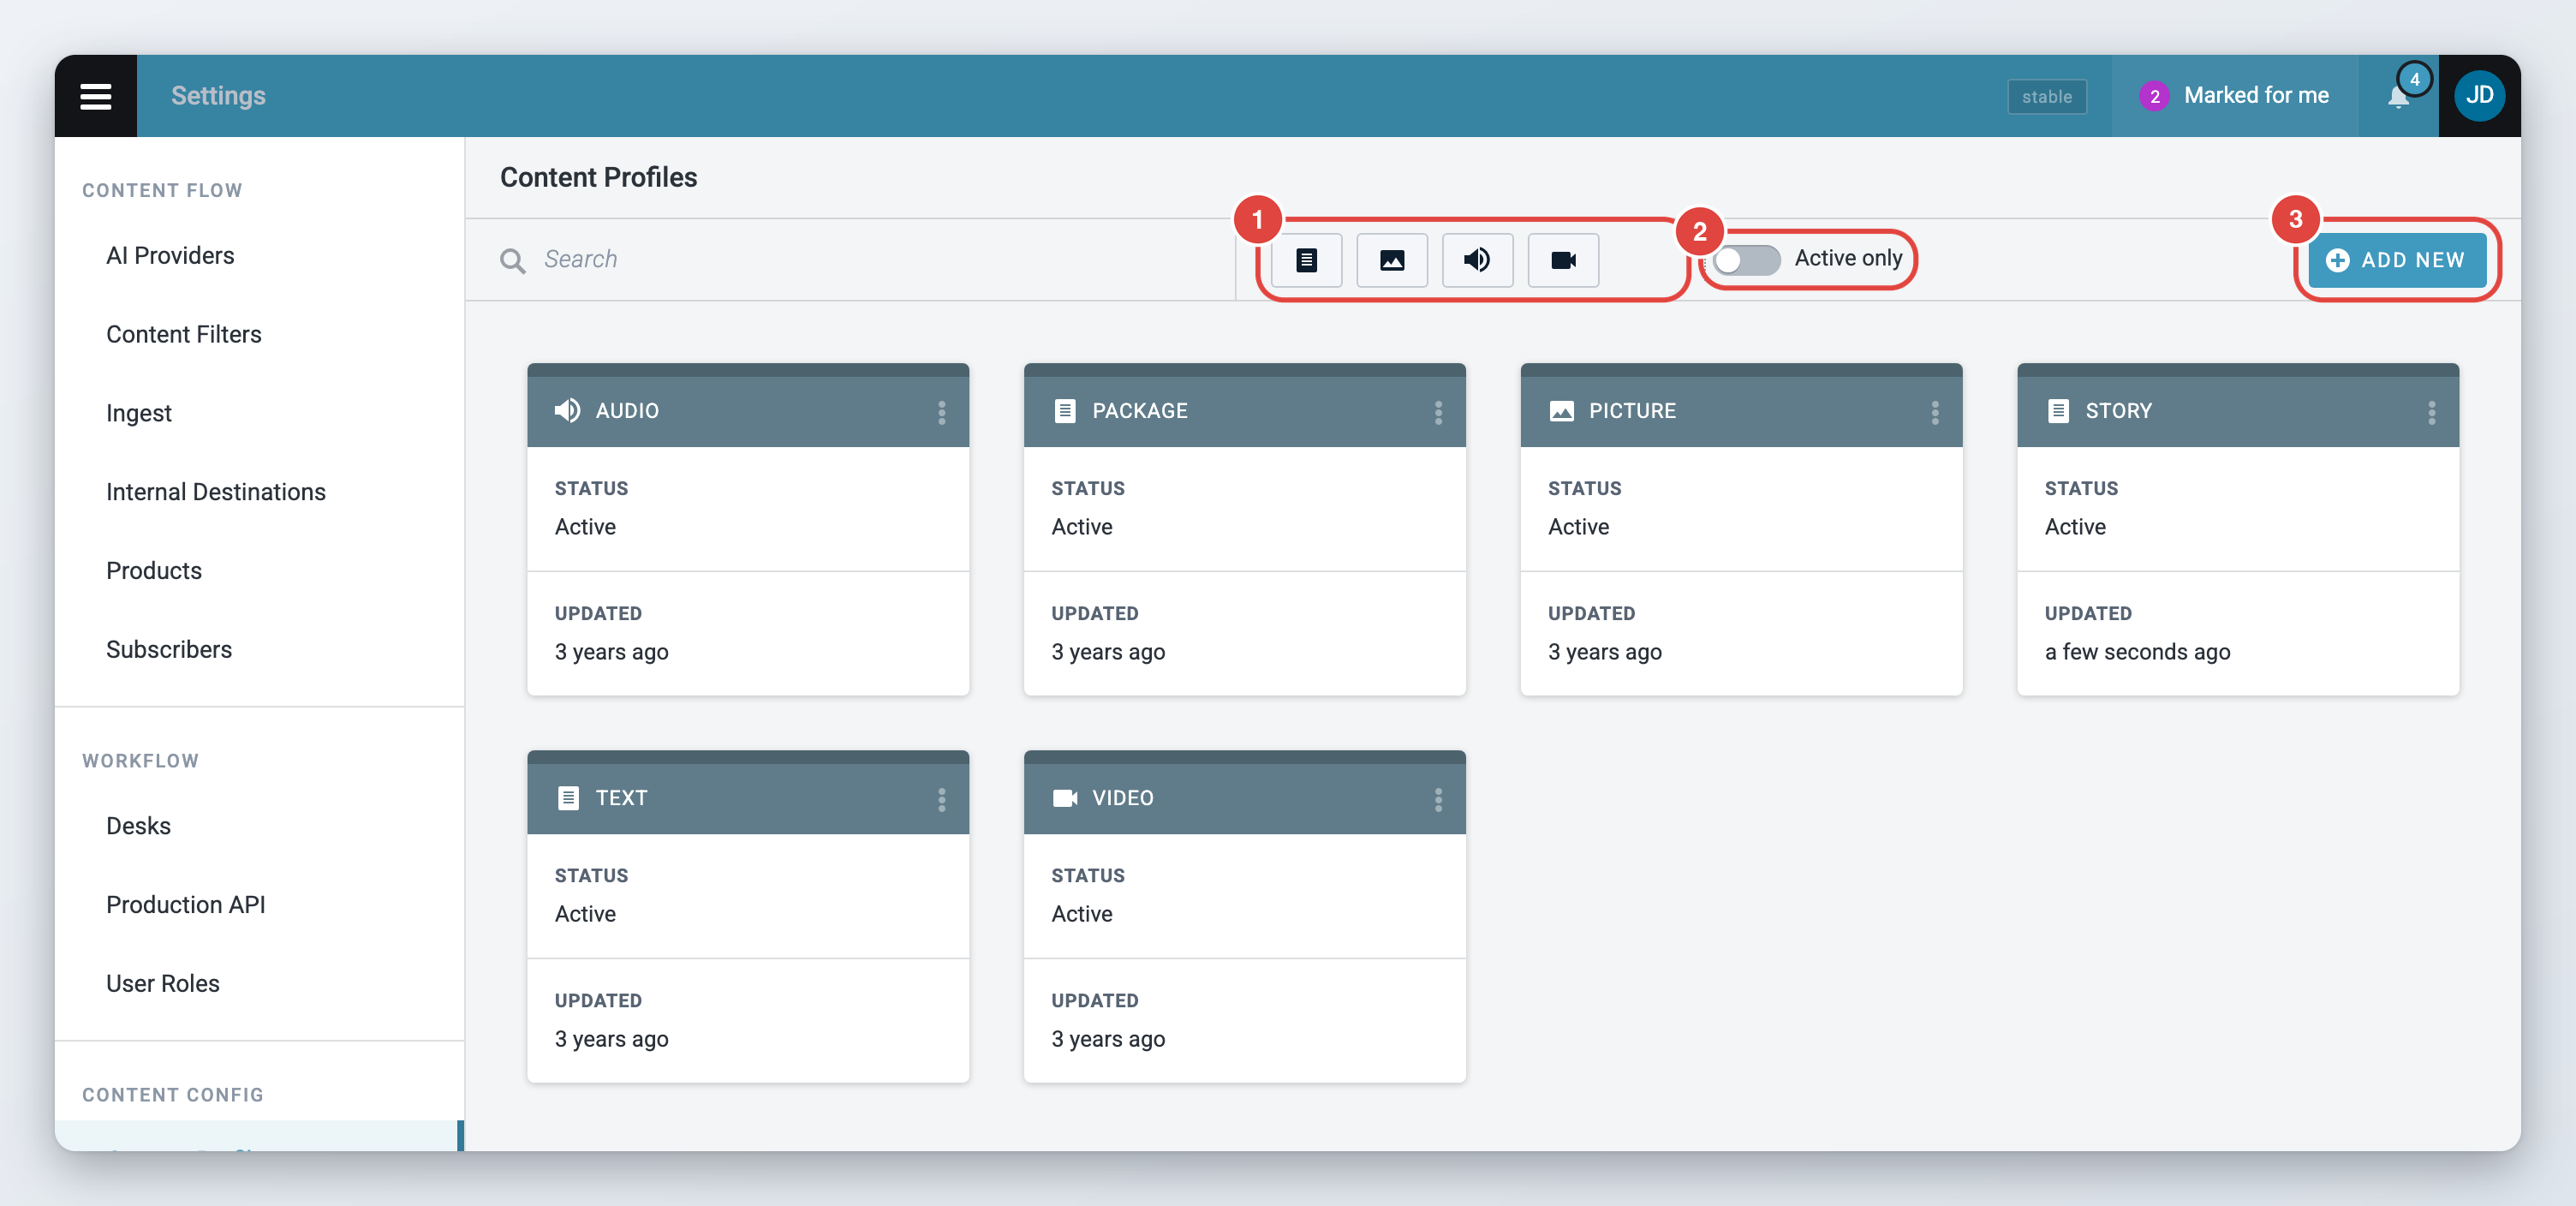 Settings
stable
2 Marked for me
4
JD
CONTENT FLOW
AI Providers
Content Filters
Ingest
Internal Destinations
Products
Subscribers
WORKFLOW
Desks
Production API
User Roles
CONTENT CONFIG
Content Profiles
Search
1
2
Active only
3
ADD NEW
AUDIO
STATUS
Active
UPDATED
3 years ago
PACKAGE
STATUS
Active
UPDATED
3 years ago
PICTURE
STATUS
Active
UPDATED
3 years ago
STORY
STATUS
Active
UPDATED
a few seconds ago
TEXT
STATUS
Active
UPDATED
3 years ago
VIDEO
STATUS
Active
UPDATED
3 years ago